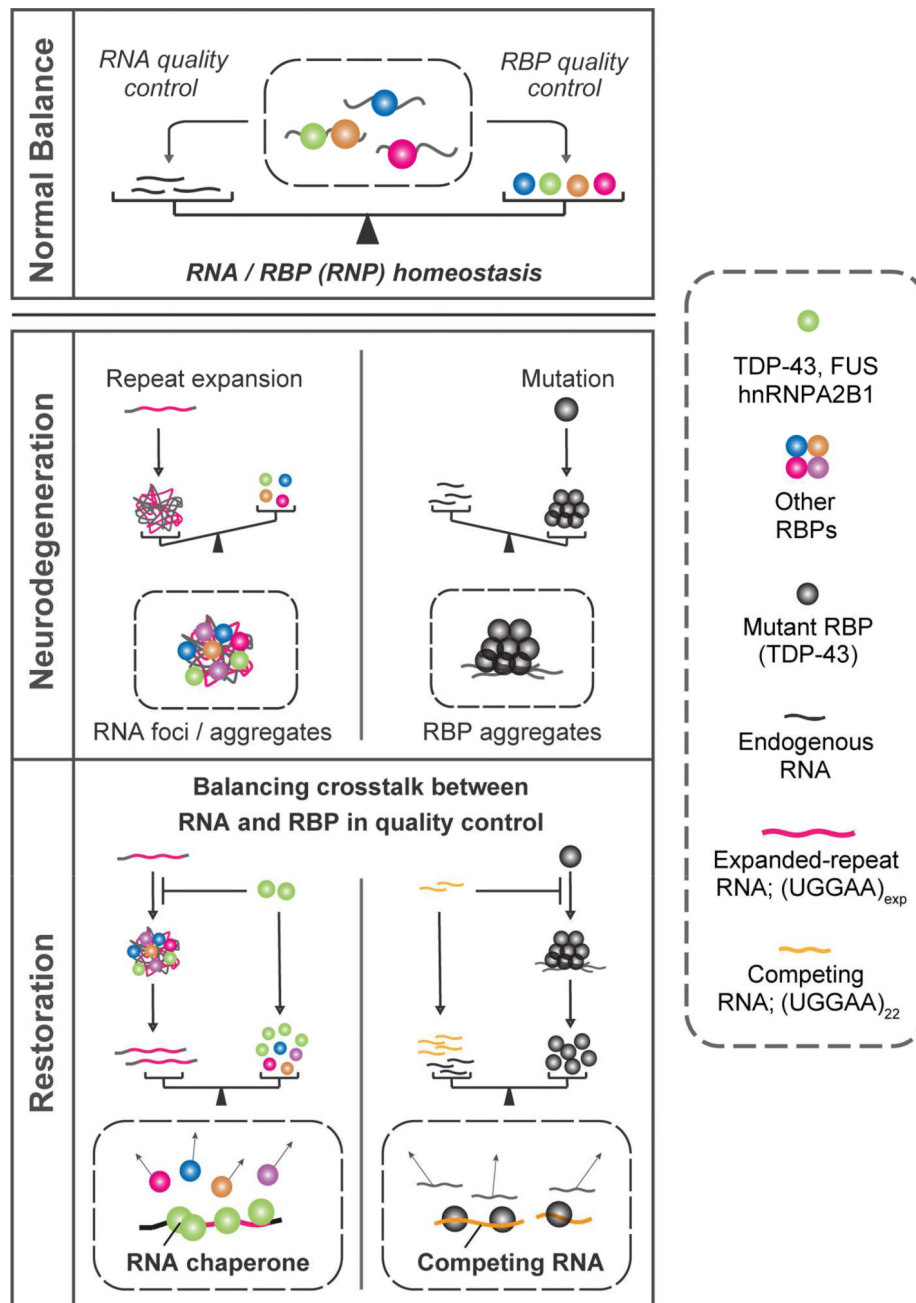 Normal Balance
RNA quality
control
RBP quality
control
RNA / RBP (RNP) homeostasis
Neurodegeneration
Repeat expansion
Mutation
RNA foci / aggregates
RBP aggregates
Restoration
Balancing crosstalk between
RNA and RBP in quality control
RNA chaperone
Competing RNA
TDP-43, FUS
hnRNPA2B1
Other
RBPs
Mutant RBP
(TDP-43)
Endogenous
RNA
Expanded-repeat
RNA; (UGGAA)exp
Competing
RNA; (UGGAA)22